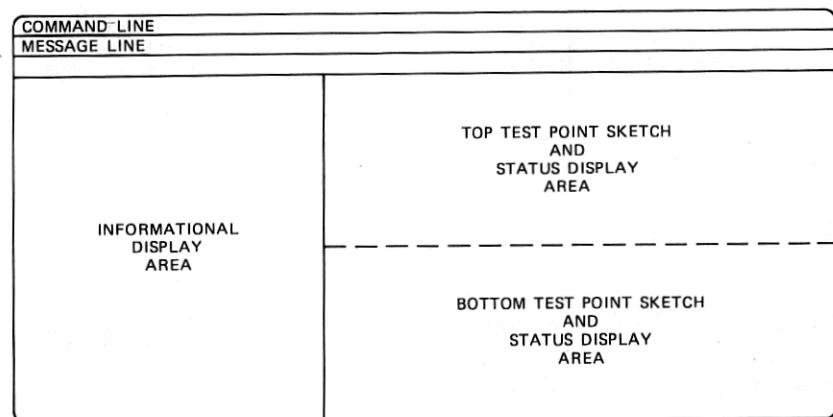 COMMAND LINE
MESSAGE LINE
TOP TEST POINT SKETCH
AND
STATUS DISPLAY
AREA
INFORMATIONAL
DISPLAY
AREA
BOTTOM TEST POINT SKETCH
AND
STATUS DISPLAY
AREA